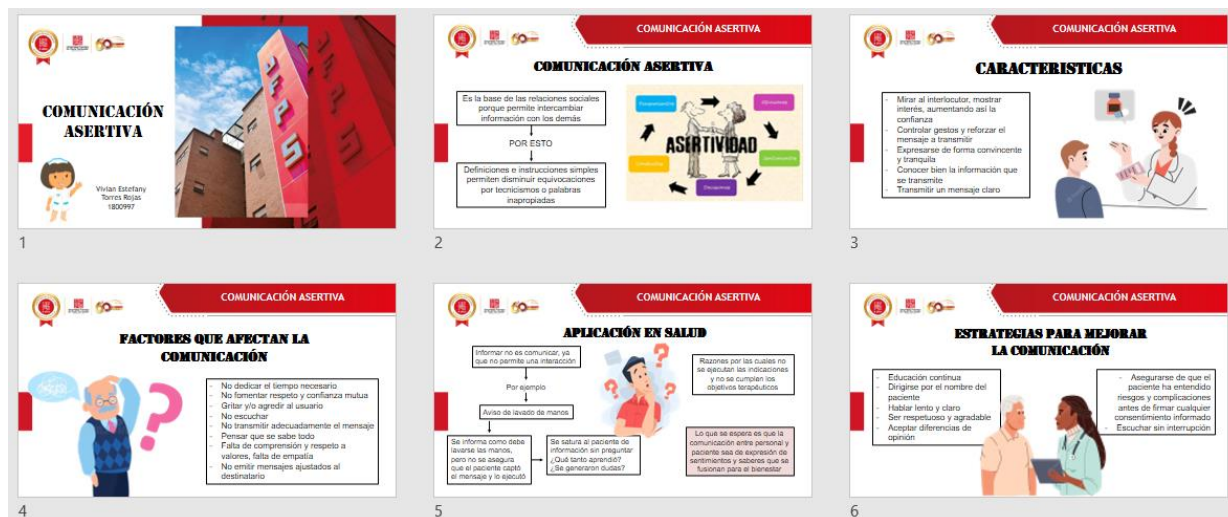 COMUNICACIÓN
ASERTIVA
Vivian Estefany
Torres Rojas
1800997
1
COMUNICACIÓN ASERTIVA
COMUNICACIÓN ASERTIVA
Es la base de las relaciones sociales
porque permite intercambiar
información con los demás
POR ESTO
Definiciones e instrucciones simples
permiten disminuir equivocaciones
por tecnicismos o palabras
inapropiadas
ASERTIVIDAD
2
COMUNICACIÓN ASERTIVA
CARACTERISTICAS
- Mirar al interlocutor, mostrar
interés, aumentando así la
confianza
- Controlar gestos y reforzar el
mensaje a transmitir
- Expresarse de forma convincente
y tranquila
- Conocer bien la información que
se transmite
- Transmitir un mensaje claro
3
COMUNICACIÓN ASERTIVA
FACTORES QUE AFECTAN LA
COMUNICACIÓN
- No dedicar el tiempo necesario
- No fomentar respeto y confianza mutua
- Gritar y/o agredir al usuario
- No escuchar
- No transmitir adecuadamente el mensaje
- Pensar que se sabe todo
- Falta de comprensión y respeto a
valores, falta de empatía
- No emitir mensajes ajustados al
destinatario
4
COMUNICACIÓN ASERTIVA
APLICACIÓN EN SALUD
Informar no es comunicar, ya
que no permite una interacción
Por ejemplo
Aviso de lavado de manos
Se informa como debe
lavarse las manos,
pero no se asegura
que el paciente captó
el mensaje y lo ejecutó
Se satura al paciente de
información sin preguntar
¿Qué tanto aprendió?
¿Se generaron dudas?
Razones por las cuales no
se ejecutan las indicaciones
y no se cumplen los
objetivos terapéuticos
Lo que se espera es que la
comunicación entre personal y
paciente sea de expresión de
sentimientos y saberes que se
fusionan para el bienestar
5
COMUNICACIÓN ASERTIVA
ESTRATEGIAS PARA MEJORAR
LA COMUNICACIÓN
- Educación continua
- Dirigirse por el nombre del
paciente
- Hablar lento y claro
- Ser respetuoso y agradable
- Aceptar diferencias de
opinión
- Asegurarse de que el
paciente ha entendido
riesgos y complicaciones
antes de firmar cualquier
consentimiento informado
- Escuchar sin interrupción
6